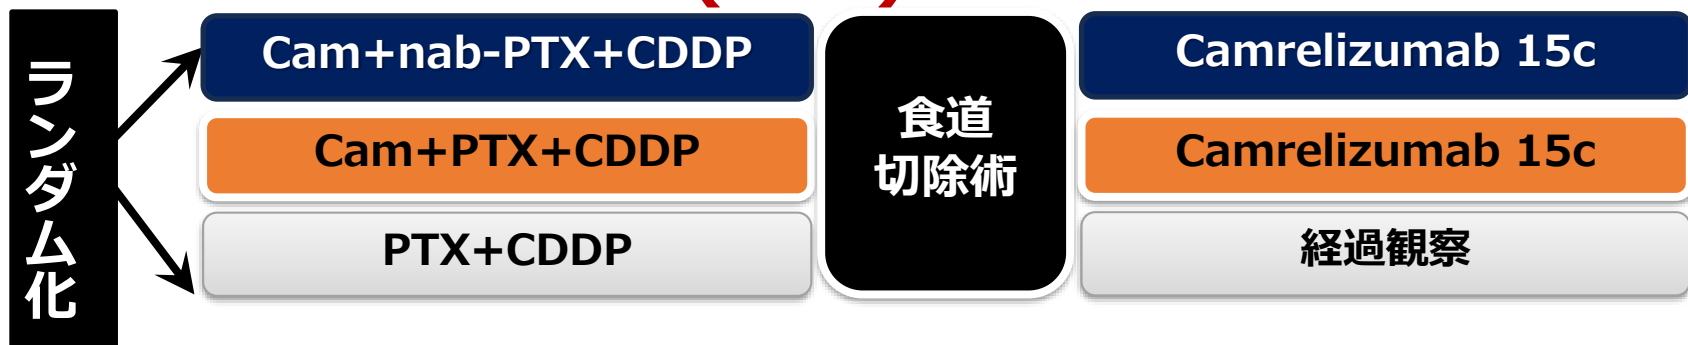 ランダム化
Cam+nab-PTX+CDDP
Cam+PTX+CDDP
PTX+CDDP
食道
切除術
Camrelizumab 15c
Camrelizumab 15c
経過観察